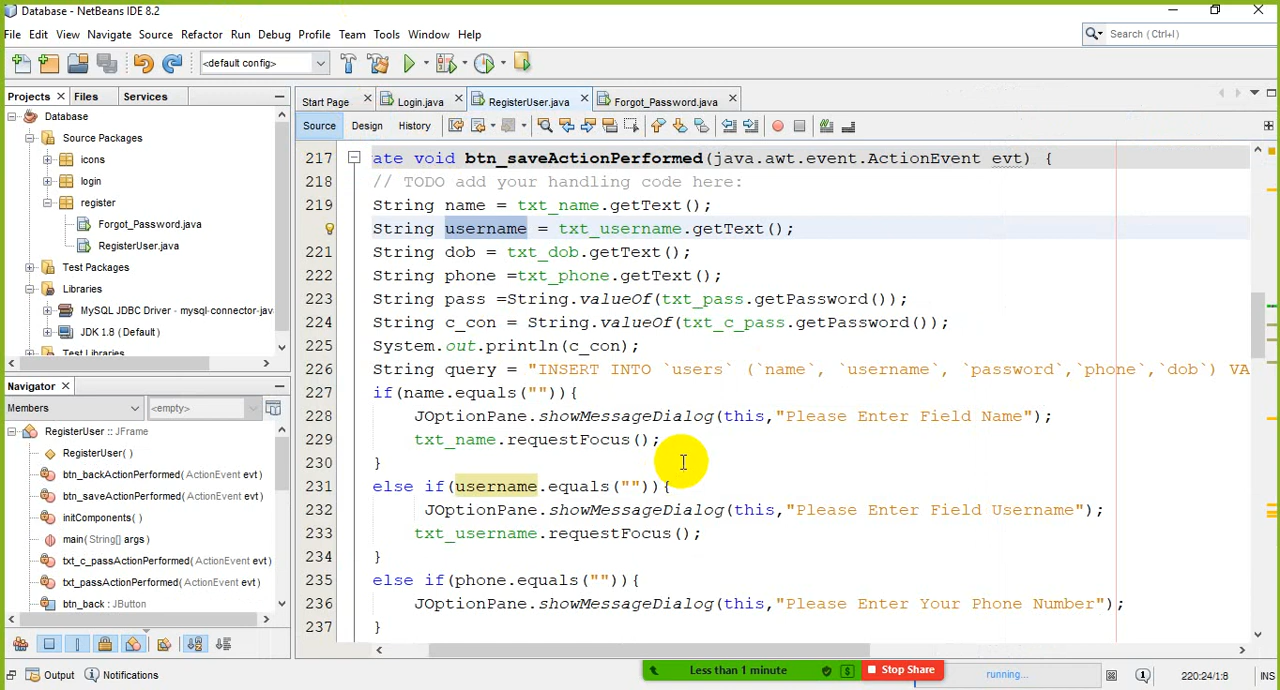 Database - NetBeans IDE 8.2
File Edit View Navigate Source Refactor Run Debug Profile Team Tools Window Help
Search (Ctrl+I)
<default config>
Projects Files Services
Start Page Login.java RegisterUser.java Forgot_Password.java
Source Design History
Database
Source Packages
icons
login
register
Forgot_Password.java
RegisterUser.java
Test Packages
Libraries
MySQL JDBC Driver - mysql-connector-jav
JDK 1.8 (Default)
Test Libraries
Navigator
Members <empty>
RegisterUser :: JFrame
RegisterUser()
btn_backActionPerformed(ActionEvent evt)
btn_saveActionPerformed(ActionEvent evt)
initComponents()
main(String[] args)
txt_c_passActionPerformed(ActionEvent evt)
txt_passActionPerformed(ActionEvent evt)
btn_back : JButton
217 ate void btn_saveActionPerformed(java.awt.event.ActionEvent evt) {
218 // TODO add your handling code here:
219 String name = txt_name.getText();
String username = txt_username.getText();
221 String dob = txt_dob.getText();
222 String phone =txt_phone.getText();
223 String pass =String.valueOf(txt_pass.getPassword());
224 String c_con = String.valueOf(txt_c_pass.getPassword());
225 System.out.println(c_con);
226 String query = "INSERT INTO `users` (`name`, `username`, `password`,`phone`,`dob`) VA
227 if(name.equals("")){
228 JOptionPane.showMessageDialog(this,"Please Enter Field Name");
229 txt_name.requestFocus();
230 }
231 else if(username.equals("")){
232 JOptionPane.showMessageDialog(this,"Please Enter Field Username");
233 txt_username.requestFocus();
234 }
235 else if(phone.equals("")){
236 JOptionPane.showMessageDialog(this,"Please Enter Your Phone Number");
237 }
Output Notifications
Less than 1 minute $ Stop Share
running...
220:24/1:8 INS